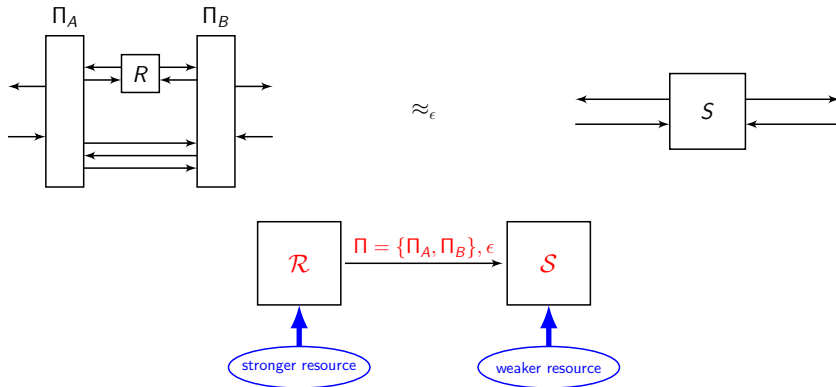 Π_A Π_B
R
≈_ϵ
S
Π = {Π_A, Π_B}, ϵ
ℛ 𝒮
stronger resource weaker resource